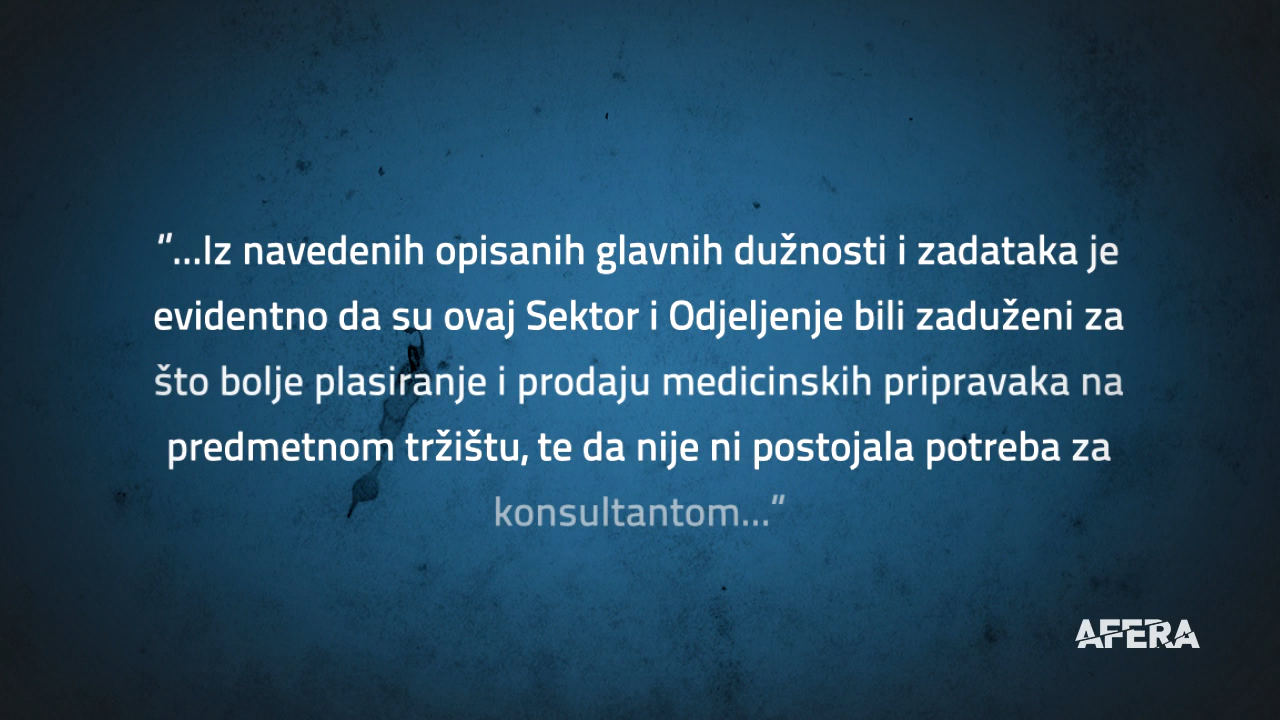 "...Iz navedenih opisanih glavnih dužnosti i zadataka je
evidentno da su ovaj Sektor i Odjeljenje bili zaduženi za
što bolje plasiranje i prodaju medicinskih pripravaka na
predmetnom tržištu, te da nije ni postojala potreba za
konsultantom..."
AFERA